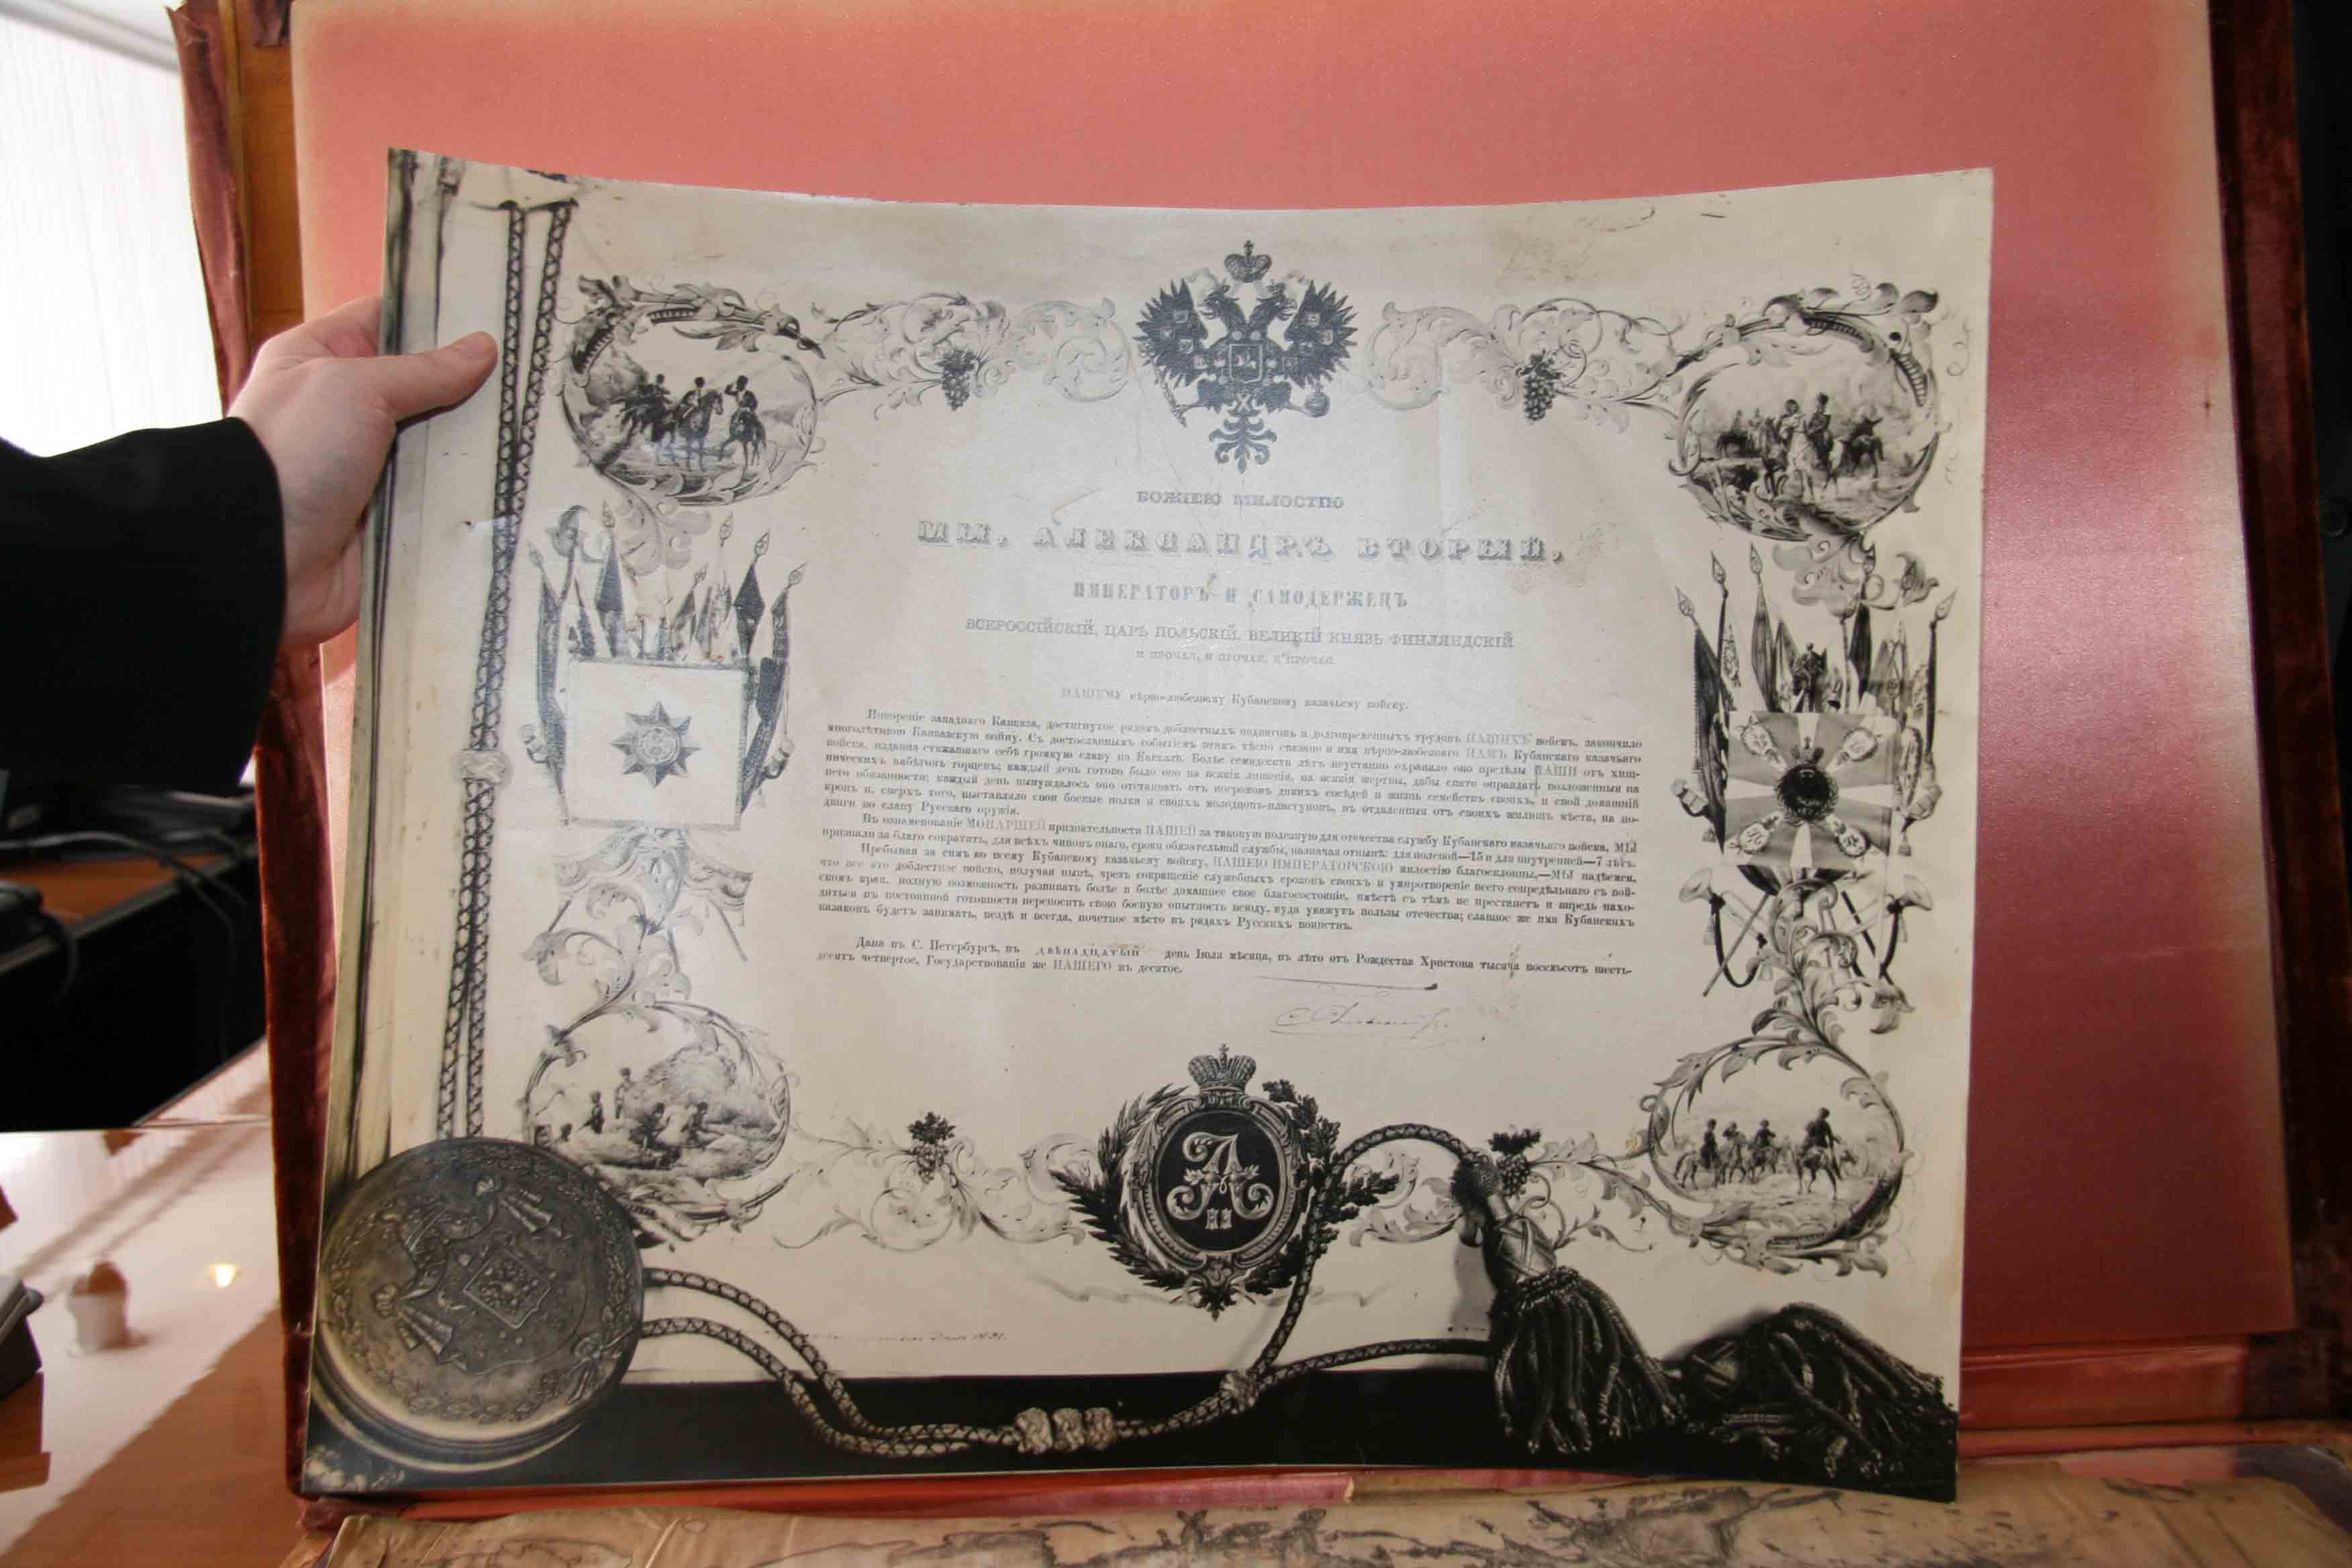 БОЖІЕЮ МИЛОСТІЮ
МЫ, АЛЕКСАНДРЪ ВТОРЫЙ,
ИМПЕРАТОРЪ И САМОДЕРЖЕЦЪ
ВСЕРОССІЙСКІЙ, ЦАРЬ ПОЛЬСКІЙ, ВЕЛИКІЙ КНЯЗЬ ФИНЛЯНДСКІЙ
И ПРОЧАЯ, И ПРОЧАЯ, И ПРОЧАЯ.
НАШЕМУ вѣрно-любезному Кубанскому казачьему войску.
Покореніе западнаго Кавказа, достигнутое рядомъ доблестныхъ подвиговъ и долговременныхъ трудовъ НАШИХЪ войскъ, закончило
многолѣтнюю Кавказскую войну. Съ достославнымъ событіемъ этимъ тѣсно связано и имя вѣрно-любезнаго НАМЪ Кубанскаго казачьяго
войска, издавна стяжавшаго себѣ громкую славу на Кавказѣ. Болѣе семидесяти лѣтъ неустанно охраняло оно предѣлы НАШИ отъ хищ-
ническихъ набѣговъ горцевъ; каждый день готово было оно на всякія лишенія, на всякія жертвы, дабы свято оправдать возложенныя на
него обязанности; каждый день вынуждалось оно отстаивать отъ погромовъ дикихъ сосѣдей и жизнь семействъ своихъ, и свой домашній
кровъ и, сверхъ того, выставляло свои боевые полки и своихъ молодцовъ-пластуновъ, въ отдаленныя отъ своихъ жилищъ мѣста, на по-
двиги во славу Русскаго оружія.
Въ ознаменованіе МОНАРШЕЙ признательности НАШЕЙ за таковую полезную для отечества службу Кубанскаго казачьяго войска, МЫ
признали за благо сократить, для всѣхъ чиновъ онаго, сроки обязательной службы, назначая отнынѣ: для полевой—15 и для внутренней—7 лѣтъ.
Пребывая за симъ ко всему Кубанскому казачьему войску, НАШЕЮ ИМПЕРАТОРСКОЮ милостію благосклонны,—МЫ надѣемся,
что все это доблестное войско, получая нынѣ, чрезъ сокращеніе служебныхъ сроковъ своихъ и умиротвореніе всего сопредѣльнаго съ вой-
скомъ края, полную возможность развивать болѣе и болѣе домашнее свое благосостояніе, вмѣстѣ съ тѣмъ не престанетъ и впредь нахо-
диться въ постоянной готовности переносить свою боевую опытность всюду, куда укажутъ пользы отечества; славное же имя Кубанскихъ
казаковъ будетъ занимать, вездѣ и всегда, почетное мѣсто въ рядахъ Русскихъ воинствъ.
Дана въ С. Петербургѣ, въ двѣнадцатый день Іюля мѣсяца, въ лѣто отъ Рождества Христова тысяча восемьсотъ шесть-
десятъ четвертое, Государствованія же НАШЕГО въ десятое.
А
II